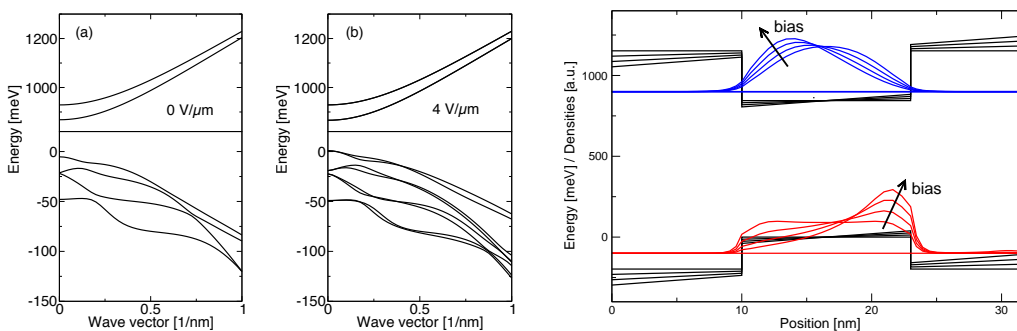 (a)
0 V/μm
1200
1000
0
-50
-100
-150
Energy [meV]
0
0.5
1
Wave vector [1/nm]
(b)
4 V/μm
1200
1000
0
-50
-100
-150
Energy [meV]
0
0.5
1
Wave vector [1/nm]
bias
bias
1000
500
0
Energy [meV] / Densities [a.u.]
0
10
20
30
Position [nm]